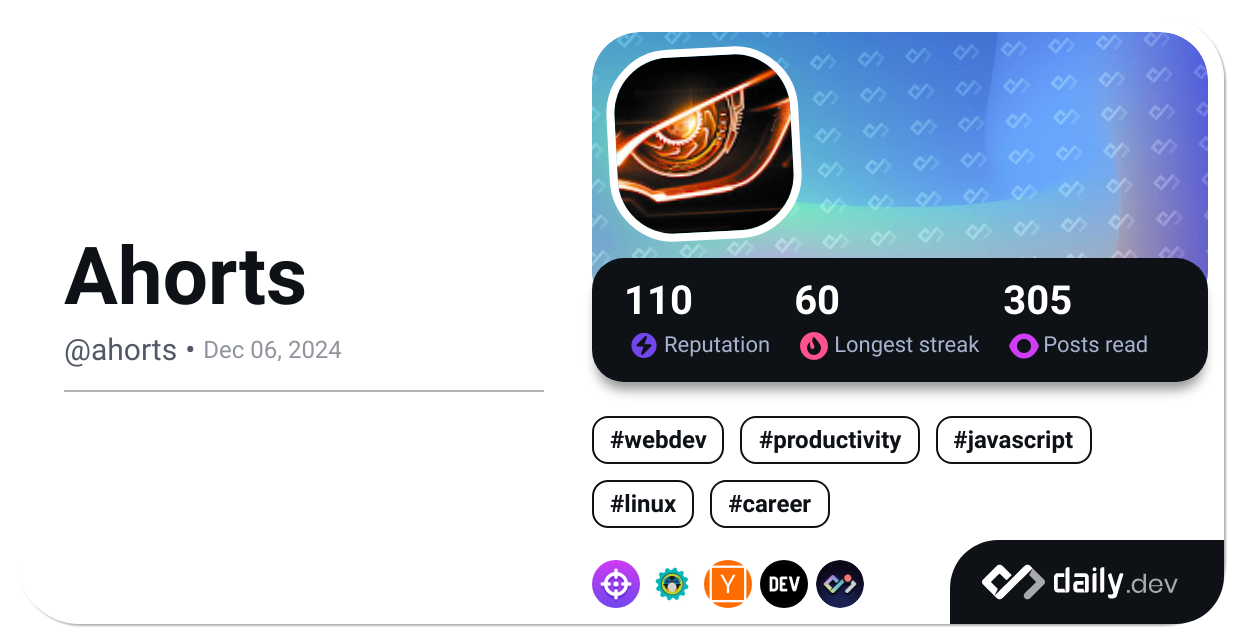 Ahorts
@ahorts • Dec 06, 2024
110 60 305
Reputation Longest streak Posts read
#webdev #productivity #javascript
#linux #career
Y DEV
daily.dev